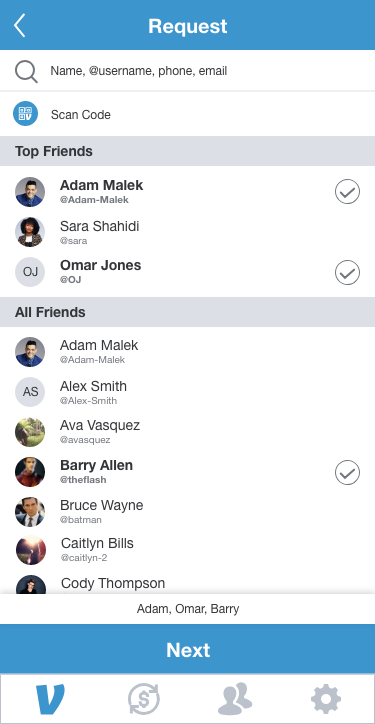 Request
Name, @username, phone, email
Scan Code
Top Friends
Adam Malek
@Adam-Malek
Sara Shahidi
@sara
OJ
Omar Jones
@OJ
All Friends
Adam Malek
@Adam-Malek
AS
Alex Smith
@Alex-Smith
Ava Vasquez
@avasquez
Barry Allen
@theflash
Bruce Wayne
@batman
Caitlyn Bills
@caitlyn-2
Cody Thompson
Adam, Omar, Barry
Next